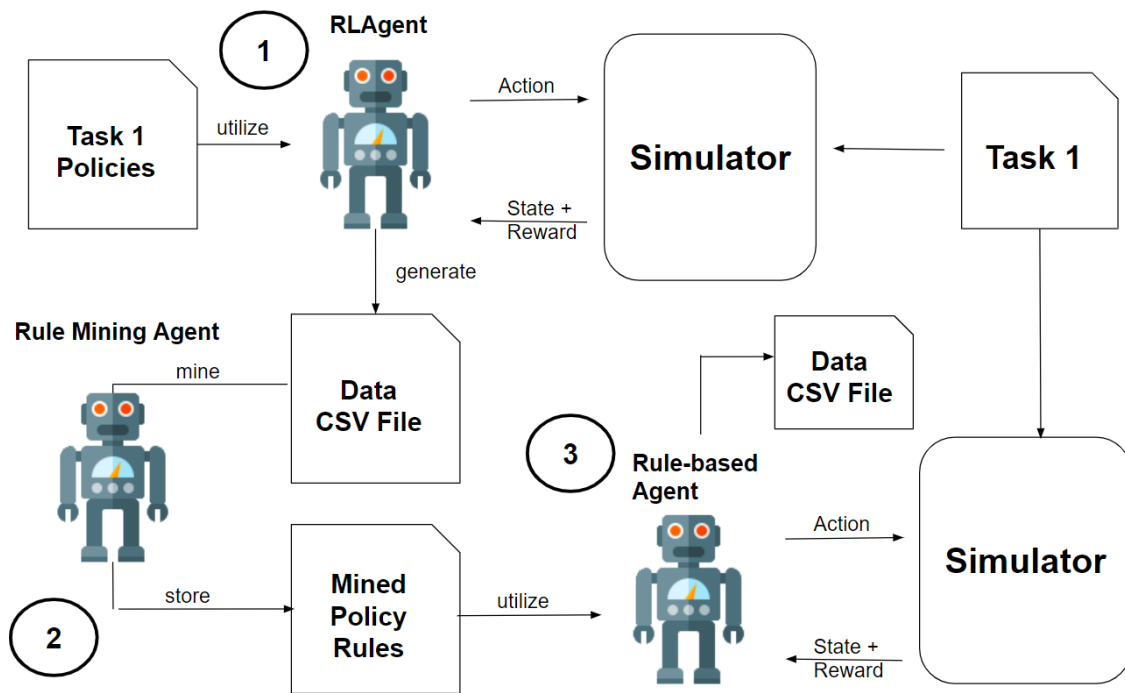 1
RLAgent
Task 1
Policies
utilize
Action
State +
Reward
Simulator
Task 1
generate
Rule Mining Agent
mine
Data
CSV File
2
store
Mined
Policy
Rules
utilize
3
Rule-based
Agent
Data
CSV File
Action
State +
Reward
Simulator